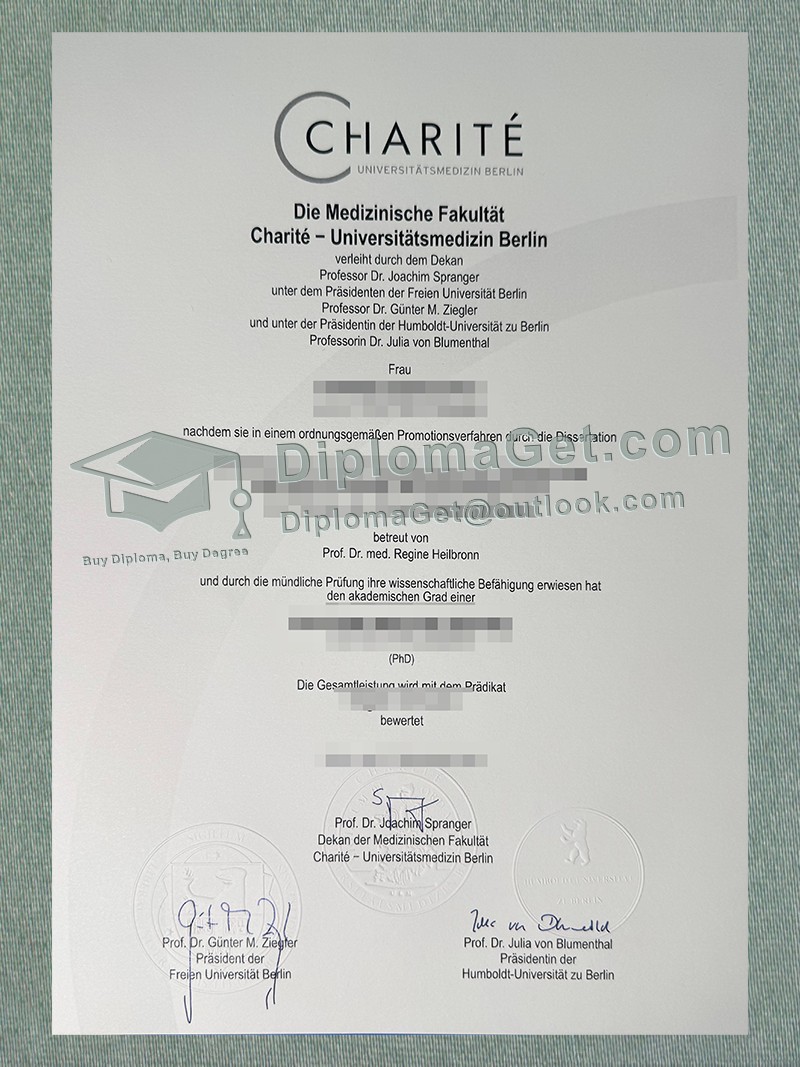 CHARITÉ
UNIVERSITÄTSMEDIZIN BERLIN
Die Medizinische Fakultät
Charité – Universitätsmedizin Berlin
verleiht durch dem Dekan
Professor Dr. Joachim Spranger
unter dem Präsidenten der Freien Universität Berlin
Professor Dr. Günter M. Ziegler
und unter der Präsidentin der Humboldt-Universität zu Berlin
Professorin Dr. Julia von Blumenthal
Frau
nachdem sie in einem ordnungsgemäßen Promotionsverfahren durch die Dissertation
DiplomaGet.com
DiplomaGet@outlook.com
Buy Diploma, Buy Degree
betreut von
Prof. Dr. med. Regine Heilbronn
und durch die mündliche Prüfung ihre wissenschaftliche Befähigung erwiesen hat
den akademischen Grad einer
(PhD)
Die Gesamtleistung wird mit dem Prädikat
bewertet
Prof. Dr. Joachim Spranger
Dekan der Medizinischen Fakultät
Charité – Universitätsmedizin Berlin
HUMBOLDT-UNIVERSITÄT
ZU BERLIN
Prof. Dr. Günter M. Ziegler
Präsident der
Freien Universität Berlin
Prof. Dr. Julia von Blumenthal
Präsidentin der
Humboldt-Universität zu Berlin